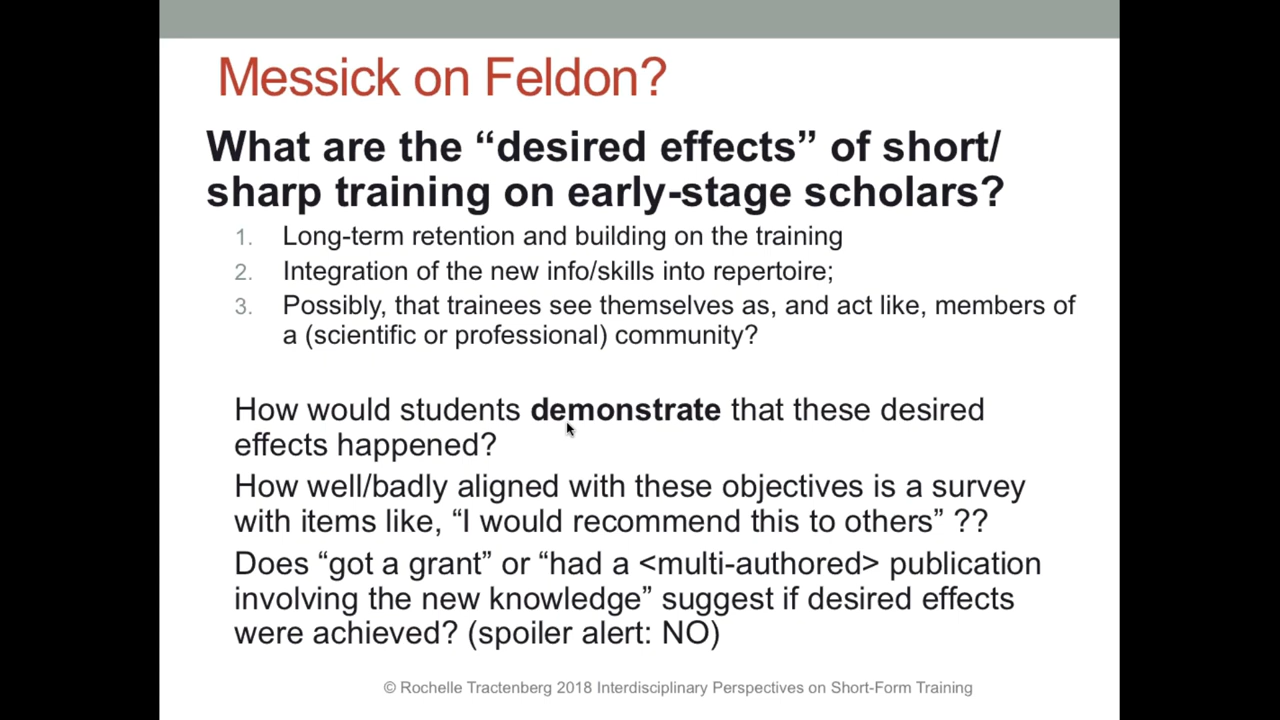 Messick on Feldon?
What are the “desired effects” of short/
sharp training on early-stage scholars?
1. Long-term retention and building on the training
2. Integration of the new info/skills into repertoire;
3. Possibly, that trainees see themselves as, and act like, members of
a (scientific or professional) community?
How would students demonstrate that these desired
effects happened?
How well/badly aligned with these objectives is a survey
with items like, “I would recommend this to others” ??
Does “got a grant” or “had a <multi-authored> publication
involving the new knowledge” suggest if desired effects
were achieved? (spoiler alert: NO)
© Rochelle Tractenberg 2018 Interdisciplinary Perspectives on Short-Form Training